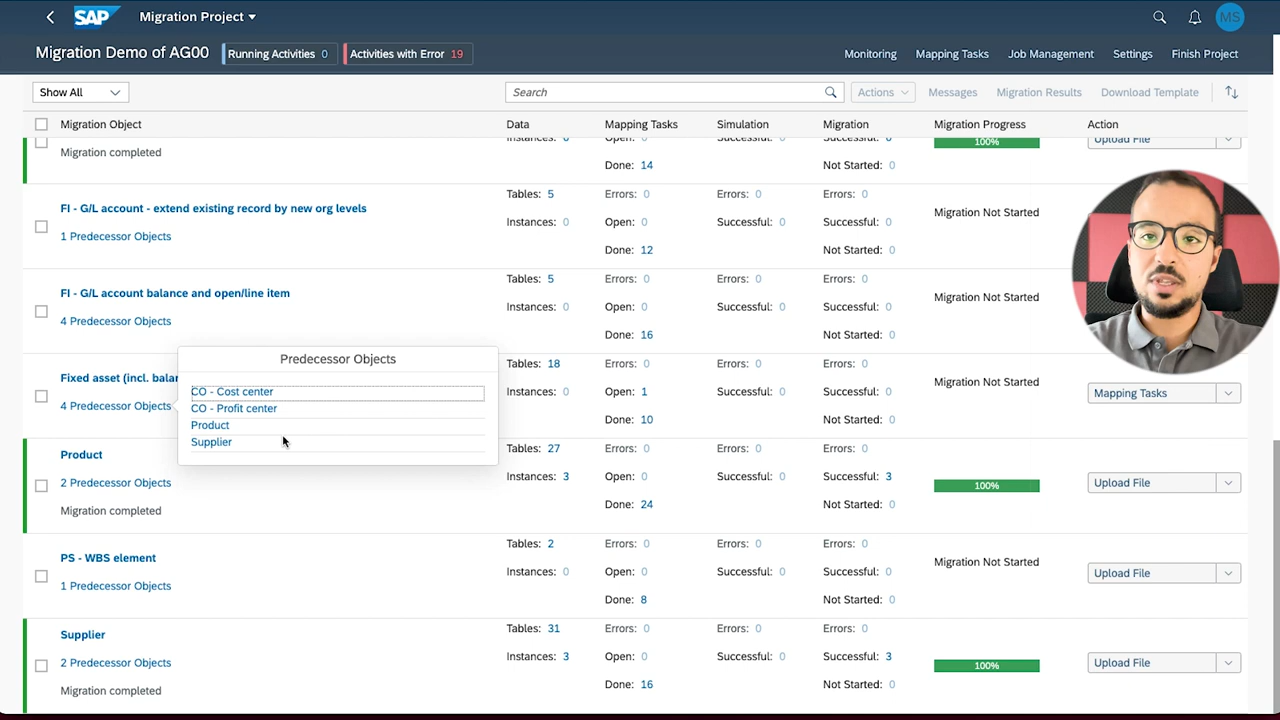 SAP Migration Project MS
Migration Demo of AG00 Running Activities 0 Activities with Error 19 Monitoring Mapping Tasks Job Management Settings Finish Project
Show All Search Actions Messages Migration Results Download Template
Migration Object Data Mapping Tasks Simulation Migration Migration Progress Action
Instances: 0 Open: 0 Successful: 0 Successful: 0 100% Upload File
Migration completed Done: 14 Not Started: 0
Tables: 5 Errors: 0 Errors: 0 Errors: 0
FI - G/L account - extend existing record by new org levels Migration Not Started
Instances: 0 Open: 0 Successful: 0 Successful: 0
1 Predecessor Objects
Done: 12 Not Started: 0
Tables: 5 Errors: 0 Errors: 0 Errors: 0
FI - G/L account balance and open/line item Migration Not Started
Instances: 0 Open: 0 Successful: 0 Successful: 0
4 Predecessor Objects
Done: 16 Not Started: 0
Predecessor Objects
CO - Cost center
CO - Profit center
Product
Supplier
Tables: 18 Errors: 0 Errors: 0 Errors: 0
Fixed asset (incl. balan Migration Not Started
Instances: 0 Open: 1 Successful: 0 Successful: 0 Mapping Tasks
4 Predecessor Objects
Done: 10 Not Started: 0
Tables: 27 Errors: 0 Errors: 0 Errors: 0
Product
Instances: 3 Open: 0 Successful: 0 Successful: 3 100% Upload File
2 Predecessor Objects
Done: 24 Not Started: 0
Migration completed
Tables: 2 Errors: 0 Errors: 0 Errors: 0
PS - WBS element Migration Not Started
Instances: 0 Open: 0 Successful: 0 Successful: 0 Upload File
1 Predecessor Objects
Done: 8 Not Started: 0
Tables: 31 Errors: 0 Errors: 0 Errors: 0
Supplier
Instances: 3 Open: 0 Successful: 0 Successful: 3 100% Upload File
2 Predecessor Objects
Done: 16 Not Started: 0
Migration completed